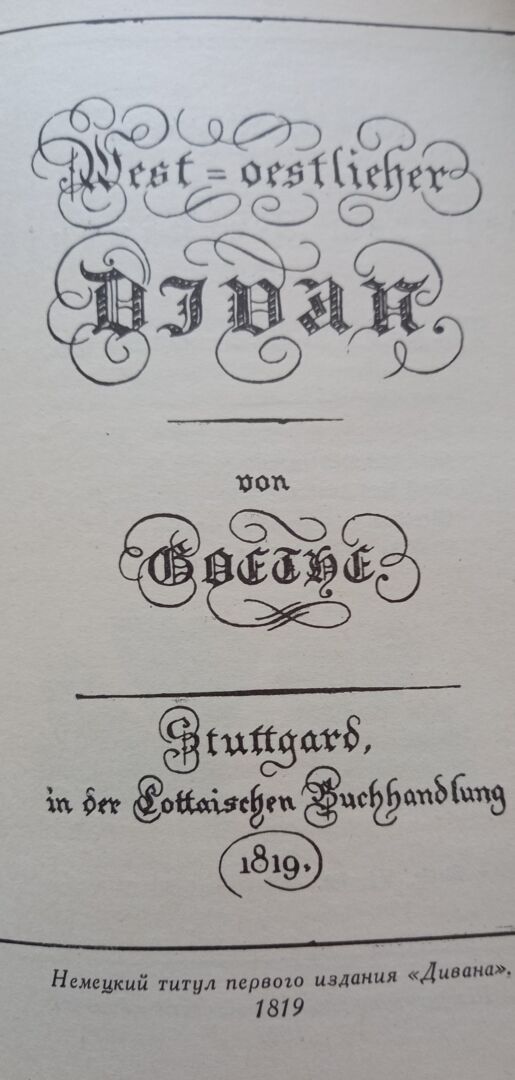 West=oestlicher
DIVAN.
von
GOETHE.
Stuttgard,
in der Cottaischen Buchhandlung
1819.
Немецкий титул первого издания «Дивана».
1819